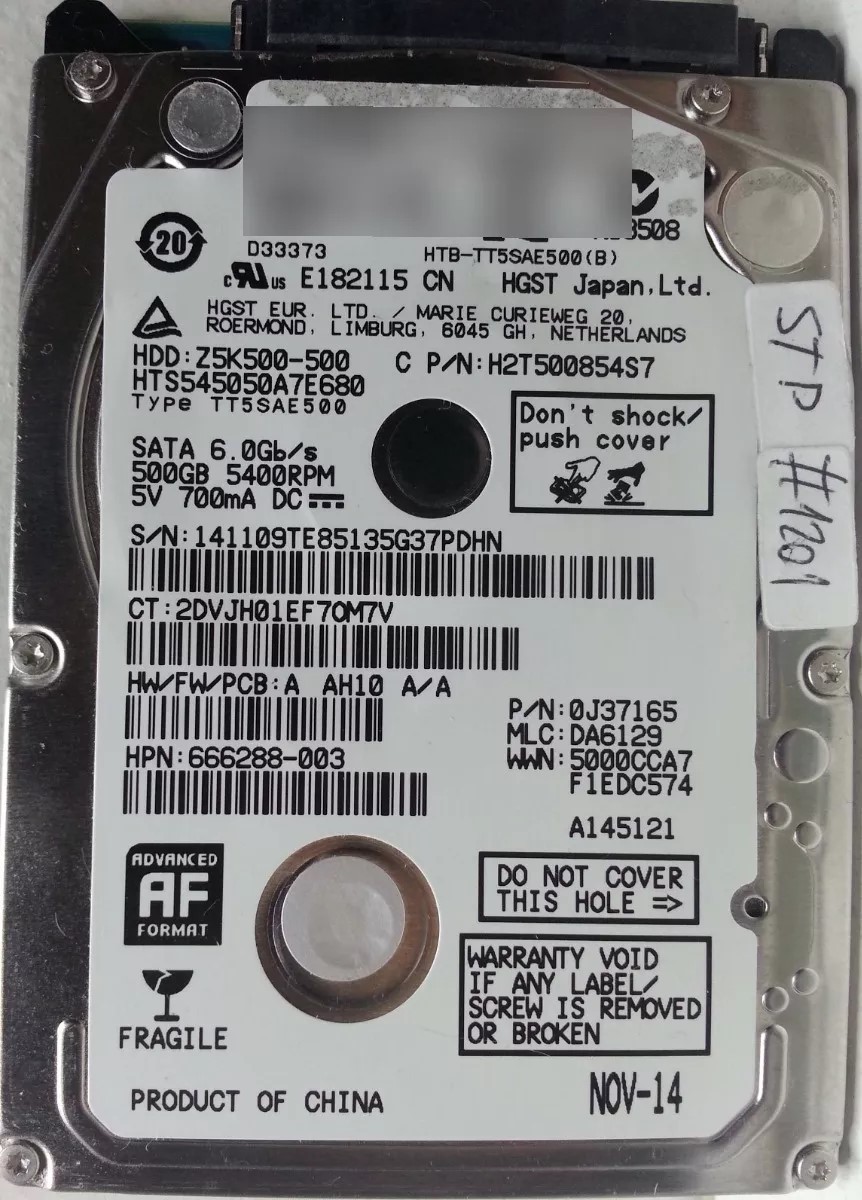 3508
20
D33373
HTB-TT5SAE500(B)
c RU us E182115 CN HGST Japan,Ltd.
HGST EUR. LTD. / MARIE CURIEWEG 20,
ROERMOND, LIMBURG, 6045 GH, NETHERLANDS
HDD:Z5K500-500 C P/N:H2T500854S7
HTS545050A7E680
Type TT5SAE500
Don't shock/
push cover
SATA 6.0Gb/s
500GB 5400RPM
5V 700mA DC
STP
#1201
S/N:141109TE85135G37PDHN
CT:2DVJH01EF7OM7V
HW/FW/PCB:A AH10 A/A
P/N:0J37165
MLC:DA6129
WWN:5000CCA7
F1EDC574
HPN:666288-003
A145121
ADVANCED
AF
FORMAT
DO NOT COVER
THIS HOLE =>
WARRANTY VOID
IF ANY LABEL/
SCREW IS REMOVED
OR BROKEN
FRAGILE
PRODUCT OF CHINA
NOV-14